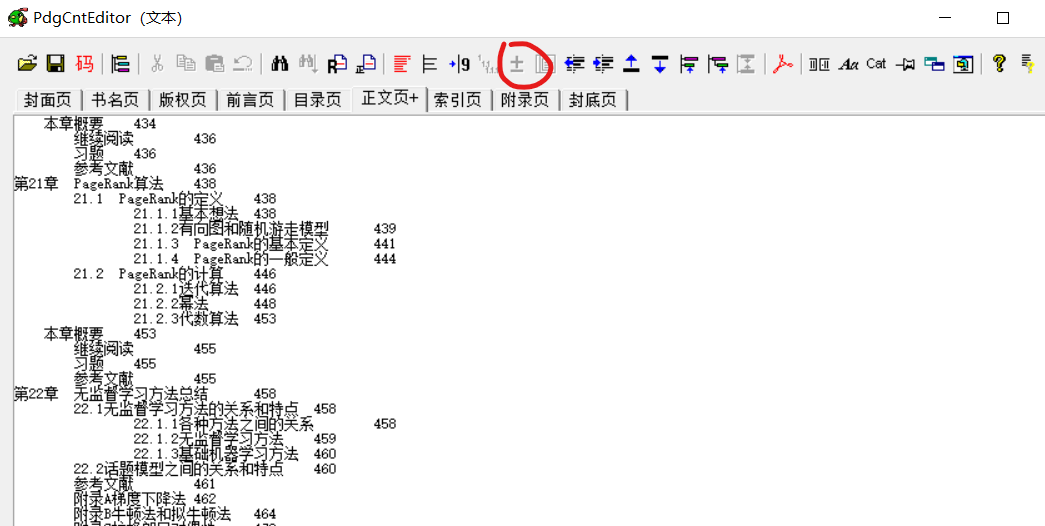 PdgCntEditor (文本)
码 R 9 ± Aa Cat ?
封面页 书名页 版权页 前言页 目录页 正文页+ 索引页 附录页 封底页
本章概要 434
继续阅读 436
习题 436
参考文献 436
第21章 PageRank算法 438
21.1 PageRank的定义 438
21.1.1基本想法 438
21.1.2有向图和随机游走模型 439
21.1.3 PageRank的基本定义 441
21.1.4 PageRank的一般定义 444
21.2 PageRank的计算 446
21.2.1迭代算法 446
21.2.2幂法 448
21.2.3代数算法 453
本章概要 453
继续阅读 455
习题 455
参考文献 455
第22章 无监督学习方法总结 458
22.1无监督学习方法的关系和特点 458
22.1.1各种方法之间的关系 458
22.1.2无监督学习方法 459
22.1.3基础机器学习方法 460
22.2话题模型之间的关系和特点 460
参考文献 461
附录A梯度下降法 462
附录B牛顿法和拟牛顿法 464